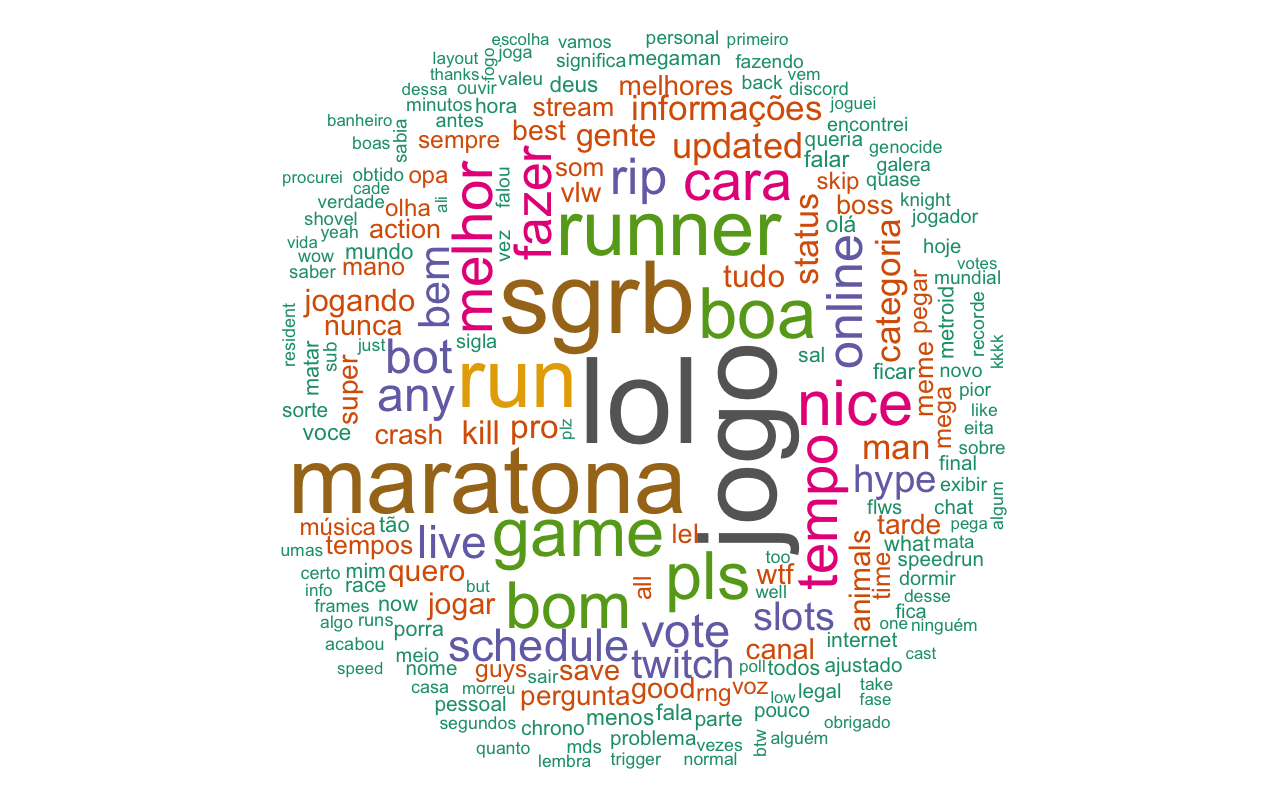 escolha
vamos
personal
primeiro
layout
fogo
joga
significa
megaman
fazendo
thanks
valeu
deus
melhores
back
vem
dessa
ouvir
discord
minutos
hora
stream
informações
joguei
banheiro
antes
best
gente
encontrei
boas
sabia
sempre
updated
queria
genocide
som
falar
galera
procurei
obtido
opa
rip
cara
skip
quase
cade
vlw
verdade
olha
ali
falou
boss
knight
shovel
action
melhor
fazer
runner
status
olá
jogador
yeah
vida
wow
mundo
bem
vez
online
categoria
hoje
saber
mano
tudo
votes
mundial
jogando
sgrb
boa
pegar
metroid
recorde
resident
nunca
sigla
meme
kkkk
matar
sub
just
bot
sal
super
any
run
lol
jogo
ficar
novo
pior
sorte
nice
mega
like
voce
crash
kill
pro
plz
eita
man
sobre
maratona
tempo
hype
final
exibir
algum
música
tão
live
game
lel
flws
chat
umas
tempos
tarde
pega
certo
mim
quero
pls
too
wtf
animals
time
what
mata
info
race
but
all
well
speedrun
frames
now
jogar
bom
dormir
desse
algo
runs
slots
fica
one
ninguém
acabou
porra
schedule
vote
canal
internet
cast
speed
meio
nome
guys
sair
save
twitch
poll
todos
ajustado
casa
morreu
pergunta
good
rng
voz
low
legal
take
fase
pessoal
segundos
chrono
menos
fala
parte
pouco
obrigado
quanto
mds
problema
vezes
btw
alguém
lembra
trigger
normal